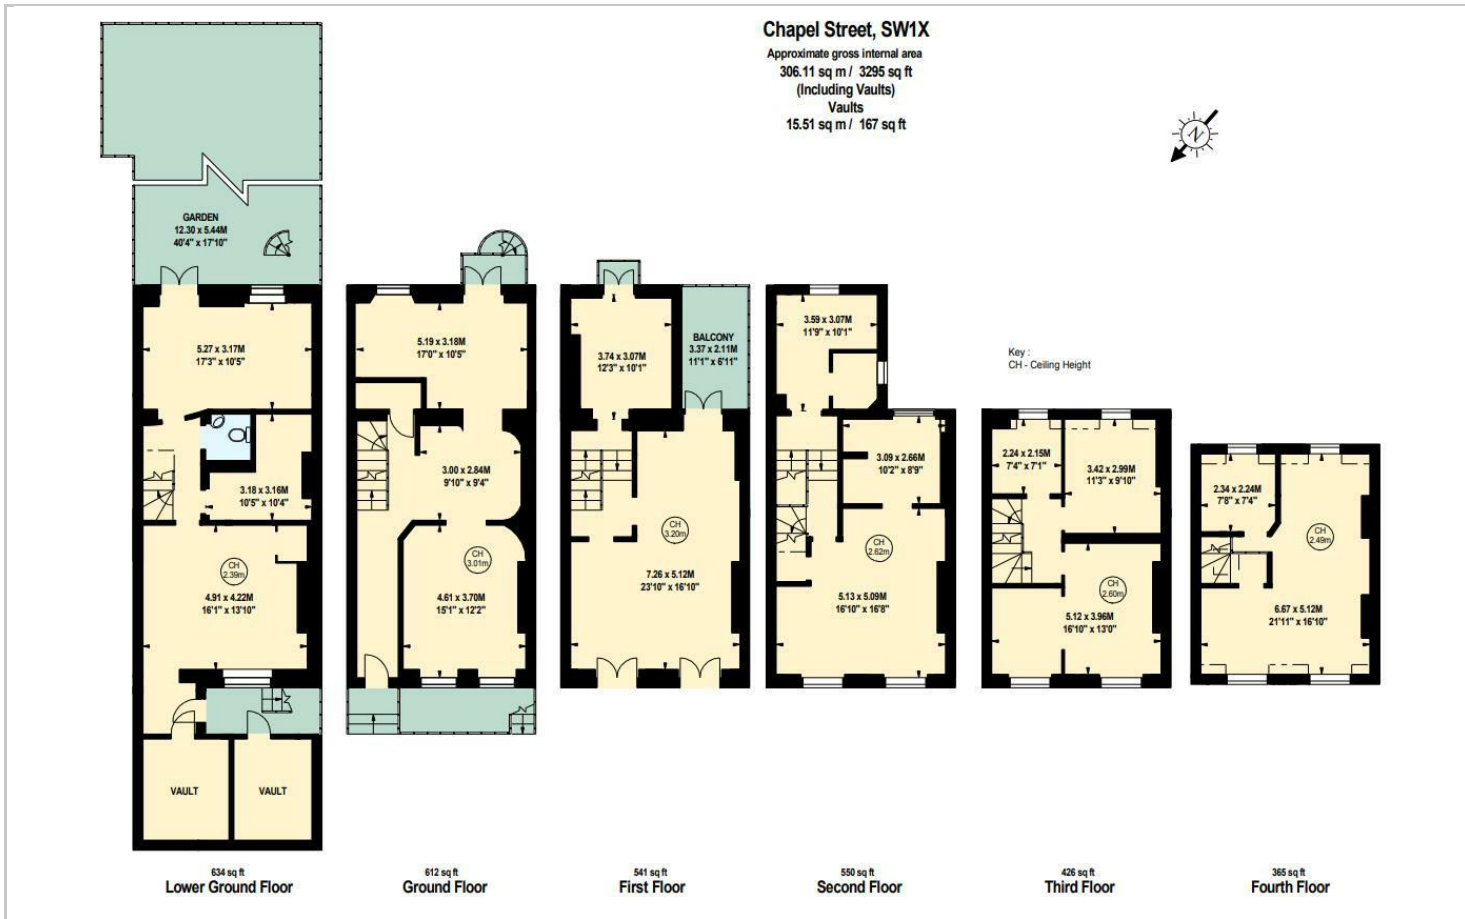 Chapel Street, SW1X
Approximate gross internal area
306.11 sq m / 3295 sq ft
(Including Vaults)
Vaults
15.51 sq m / 167 sq ft
N
GARDEN
12.30 x 5.44M
40'4" x 17'10"
5.27 x 3.17M
17'3" x 10'5"
3.18 x 3.16M
10'5" x 10'4"
CH
2.39m
4.91 x 4.22M
16'1" x 13'10"
VAULT
VAULT
634 sq ft
Lower Ground Floor
5.19 x 3.18M
17'0" x 10'5"
3.00 x 2.84M
9'10" x 9'4"
CH
3.01m
4.61 x 3.70M
15'1" x 12'2"
612 sq ft
Ground Floor
3.74 x 3.07M
12'3" x 10'1"
BALCONY
3.37 x 2.11M
11'1" x 6'11"
CH
3.20m
7.26 x 5.12M
23'10" x 16'10"
541 sq ft
First Floor
3.59 x 3.07M
11'9" x 10'1"
3.09 x 2.66M
10'2" x 8'9"
CH
2.62m
5.13 x 5.09M
16'10" x 16'8"
550 sq ft
Second Floor
Key :
CH - Ceiling Height
2.24 x 2.15M
7'4" x 7'1"
3.42 x 2.99M
11'3" x 9'10"
CH
2.60m
5.12 x 3.96M
16'10" x 13'0"
426 sq ft
Third Floor
2.34 x 2.24M
7'8" x 7'4"
CH
2.49m
6.67 x 5.12M
21'11" x 16'10"
365 sq ft
Fourth Floor